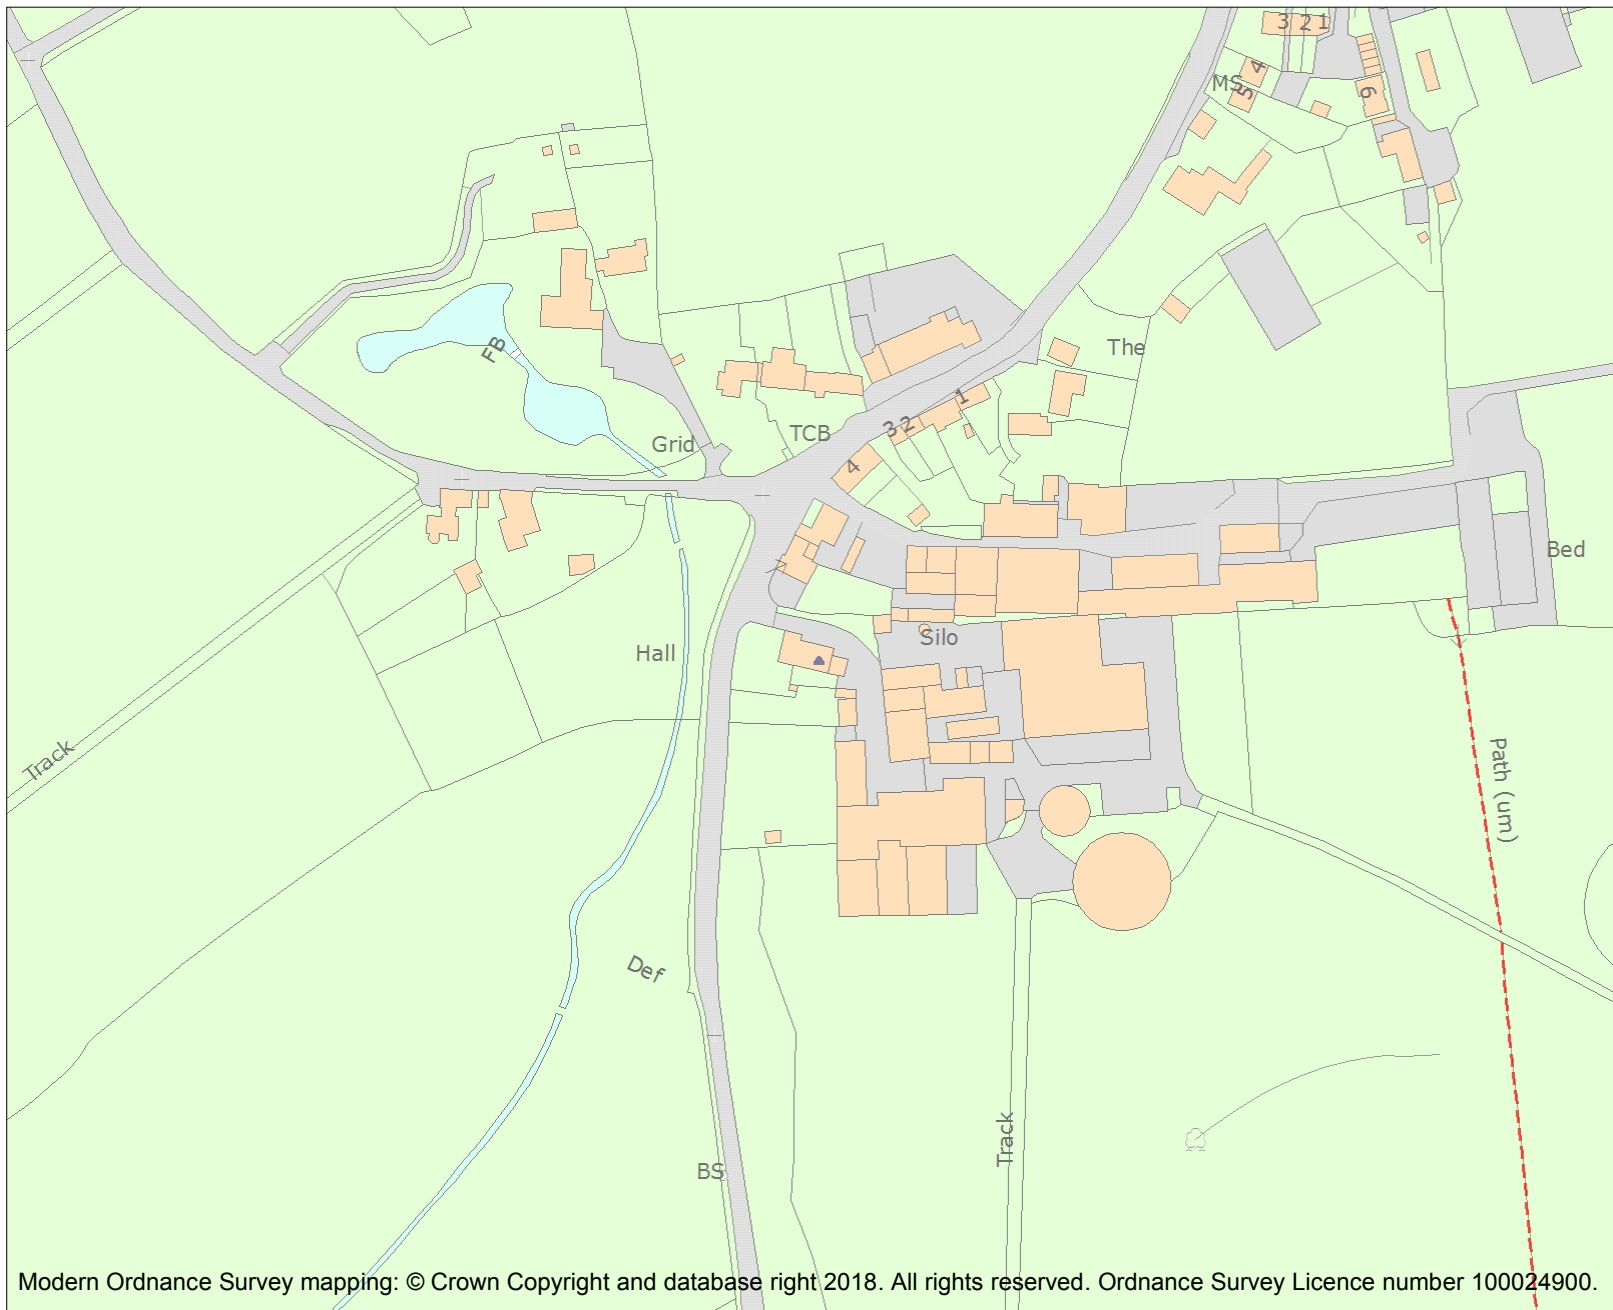 3 2 1
4
MS
5
6
The
FB
1
3 2
TCB
Grid
4
Bed
Silo
Hall
Track
Path (um)
Def
Track
BS
Modern Ordnance Survey mapping: © Crown Copyright and database right 2018. All rights reserved. Ordnance Survey Licence number 100024900.